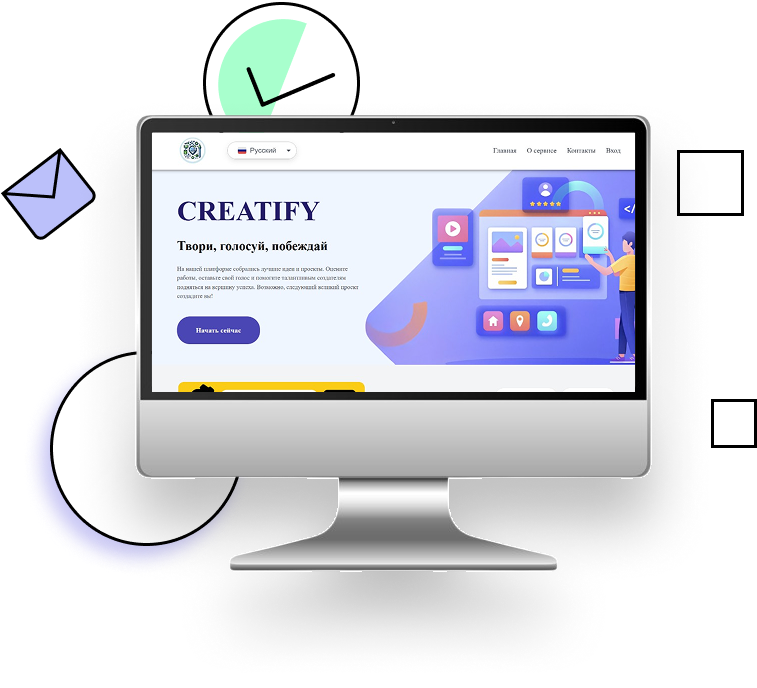 Русский
Главная О сервисе Контакты Вход
CREATIFY
Твори, голосуй, побеждай
На нашей платформе собрались лучшие идеи и проекты. Оцените
работы, оставьте свой голос и помогите талантливым создателям
подняться на вершину успеха. Возможно, следующий великий проект
создадите вы!
Начать сейчас